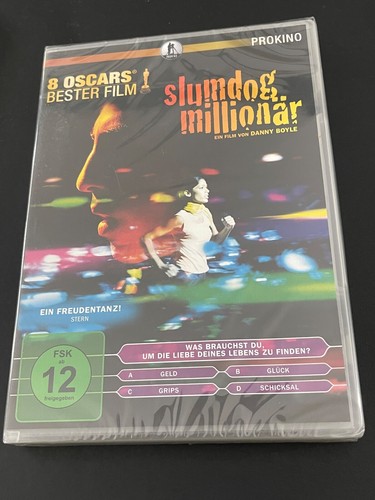 PROKINO
8 OSCARS®
BESTER FILM
slumdog
millionär
EIN FILM VON DANNY BOYLE
EIN FREUDENTANZ!
STERN
FSK
ab
12
freigegeben
WAS BRAUCHST DU,
UM DIE LIEBE DEINES LEBENS ZU FINDEN?
A GELD B GLÜCK
C GRIPS D SCHICKSAL